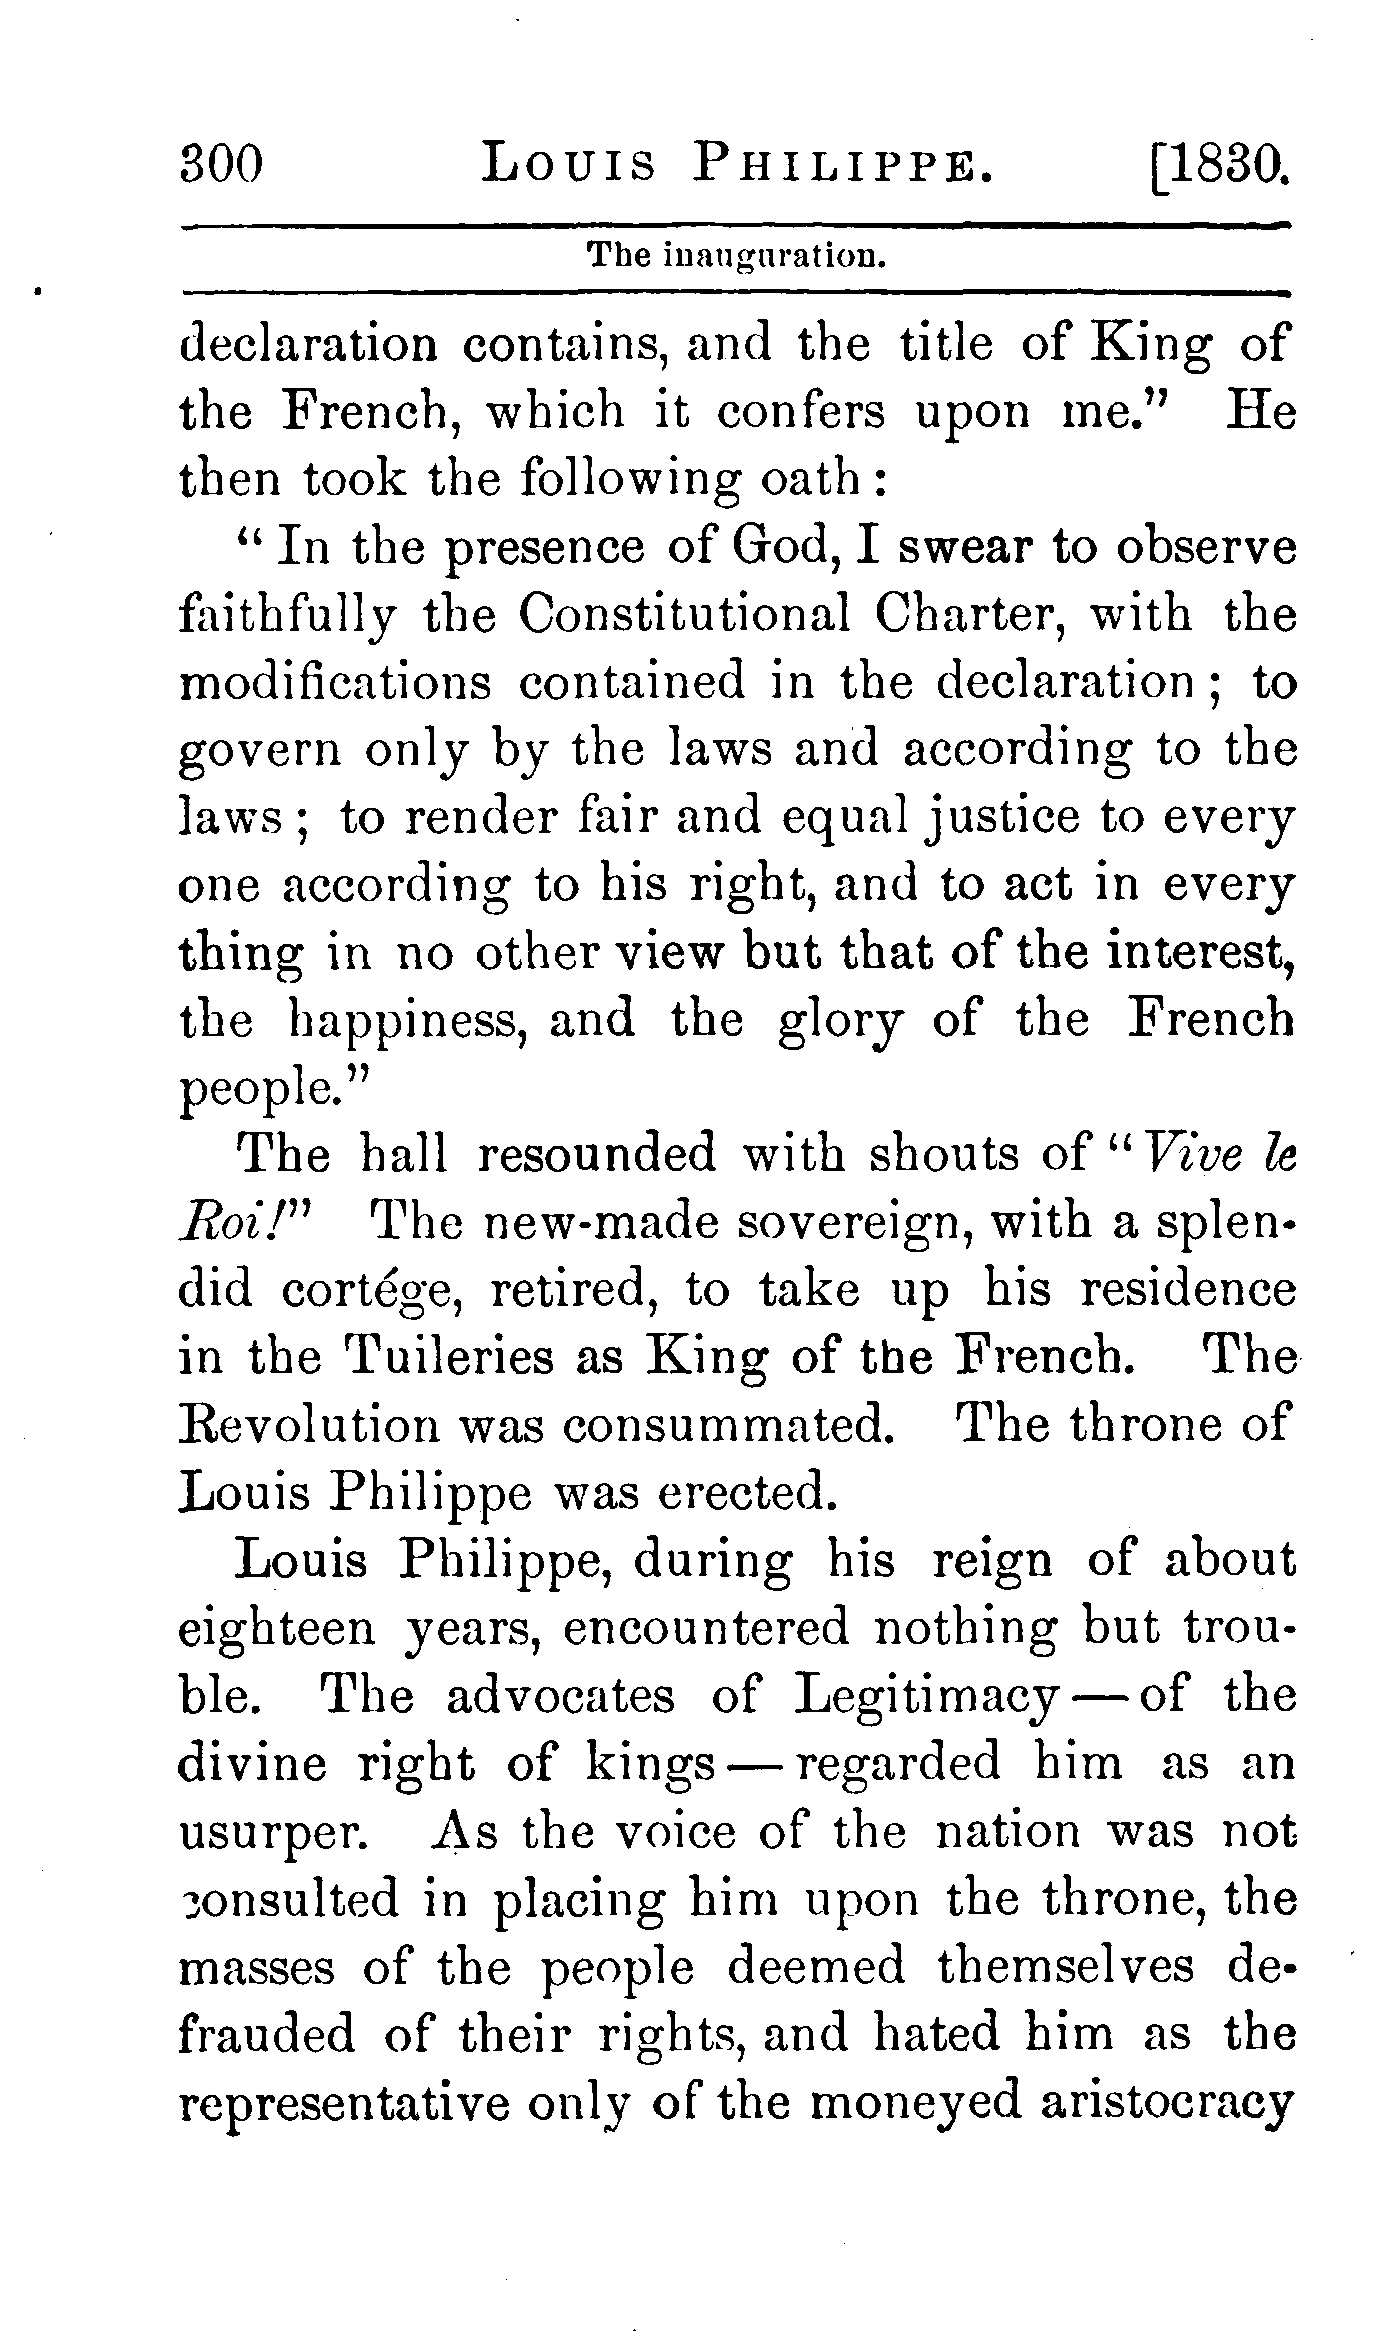 300 LOUIS PHILIPPE. [1830.
The inauguration.
declaration contains, and the title of King of
the French, which it confers upon me.” He
then took the following oath :
“ In the presence of God, I swear to observe
faithfully the Constitutional Charter, with the
modifications contained in the declaration ; to
govern only by the laws and according to the
laws ; to render fair and equal justice to every
one according to his right, and to act in every
thing in no other view but that of the interest,
the happiness, and the glory of the French
people.”
The hall resounded with shouts of “ Vive le
Roi!” The new-made sovereign, with a splen-
did cortége, retired, to take up his residence
in the Tuileries as King of the French. The
Revolution was consummated. The throne of
Louis Philippe was erected.
Louis Philippe, during his reign of about
eighteen years, encountered nothing but trou-
ble. The advocates of Legitimacy — of the
divine right of kings — regarded him as an
usurper. As the voice of the nation was not
consulted in placing him upon the throne, the
masses of the people deemed themselves de-
frauded of their rights, and hated him as the
representative only of the moneyed aristocracy